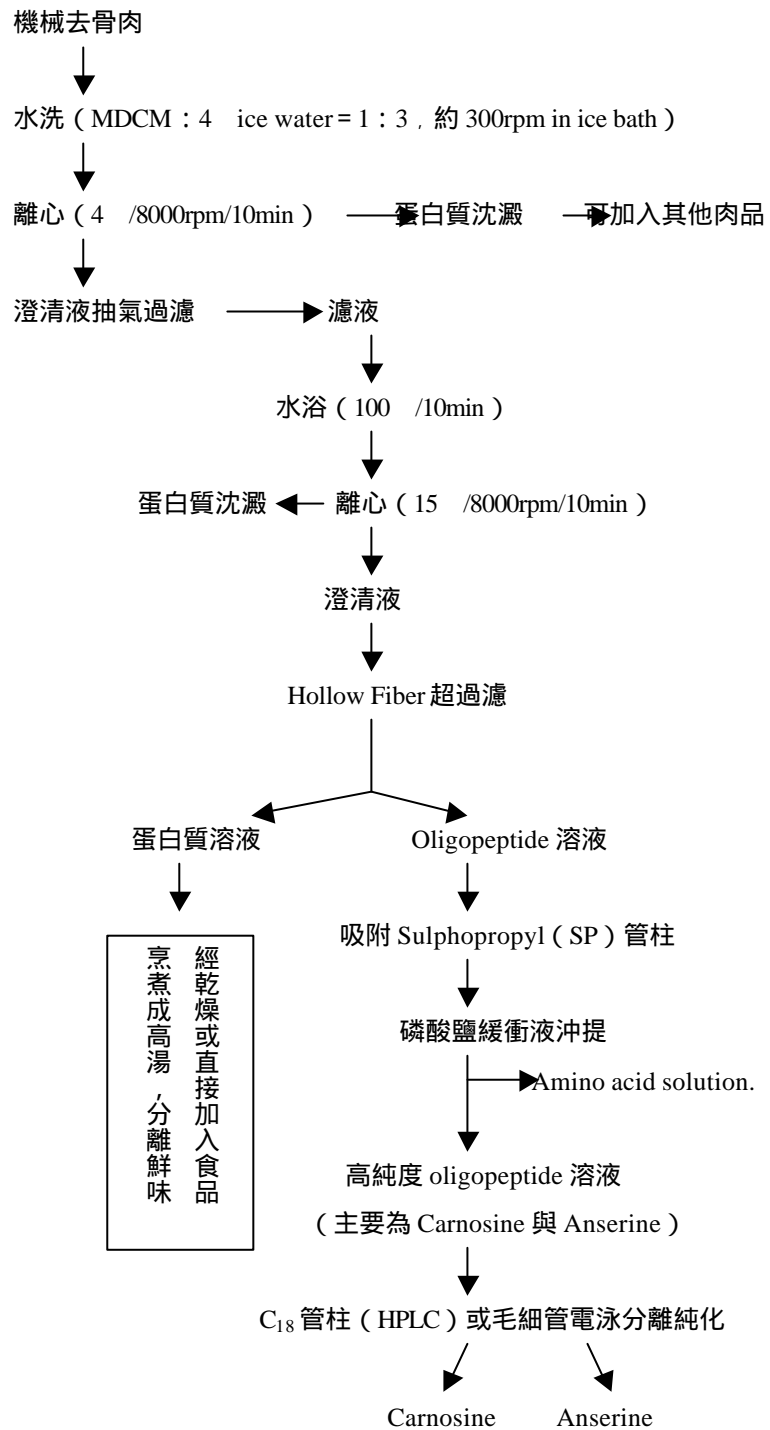 機械去骨肉
水洗（MDCM：4　ice water = 1：3，約 300rpm in ice bath）
離心（4　/8000rpm/10min）　蛋白質沈澱　可加入其他肉品
澄清液抽氣過濾　濾液
水浴（100　/10min）
蛋白質沈澱　離心（15　/8000rpm/10min）
澄清液
Hollow Fiber 超過濾
蛋白質溶液　Oligopeptide 溶液
吸附 Sulphopropyl（SP）管柱
經乾燥或直接加入食品
烹煮成高湯，分離鮮味
磷酸鹽緩衝液沖提
Amino acid solution.
高純度 oligopeptide 溶液
（主要為 Carnosine 與 Anserine）
C18 管柱（HPLC）或毛細管電泳分離純化
Carnosine　Anserine